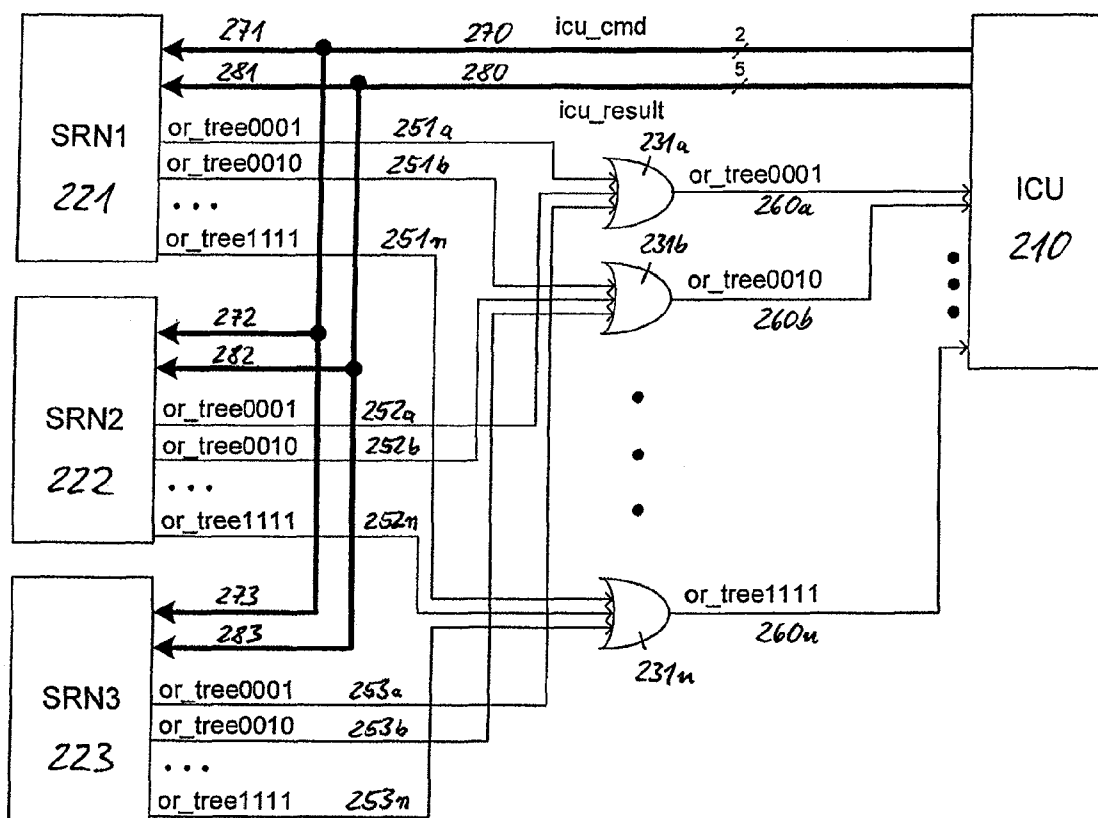 271 270 icu_cmd 2
281 280 5
icu_result
SRN1
221
or_tree0001 251a
or_tree0010 251b
...
or_tree1111 251n
231a
or_tree0001
260a
ICU
210
231b
or_tree0010
260b
272
282
SRN2
222
or_tree0001 252a
or_tree0010 252b
...
or_tree1111 252n
273
283
or_tree1111
260n
231n
SRN3
223
or_tree0001 253a
or_tree0010 253b
...
or_tree1111 253n